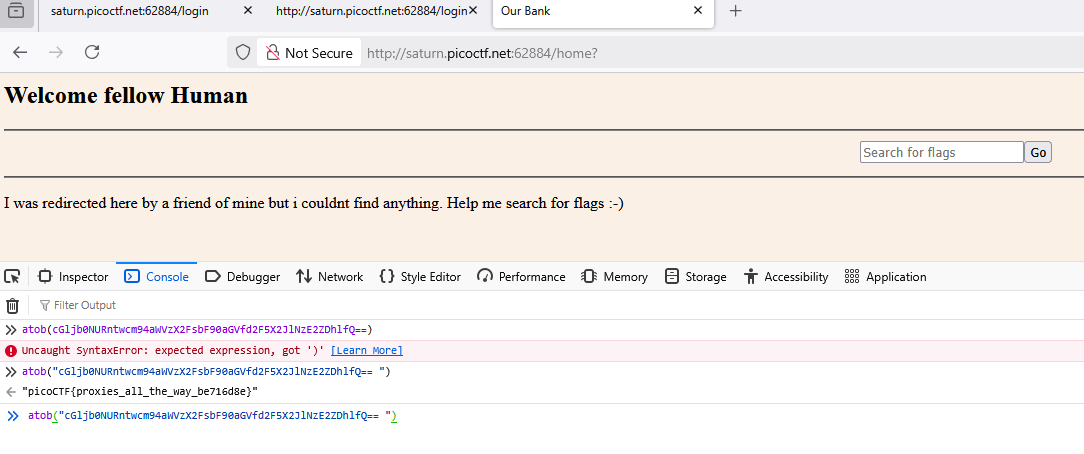 saturn.picoctf.net:62884/login
http://saturn.picoctf.net:62884/login
Our Bank
Not Secure
http://saturn.picoctf.net:62884/home?
Welcome fellow Human
Search for flags
Go
I was redirected here by a friend of mine but i couldnt find anything. Help me search for flags :-)
Inspector
Console
Debugger
Network
Style Editor
Performance
Memory
Storage
Accessibility
Application
Filter Output
atob(cGljb0NURntwcm94aWVzX2FsbF90aGVfd2F5X2JlNzE2ZDhlfQ==)
Uncaught SyntaxError: expected expression, got ')' [Learn More]
atob("cGljb0NURntwcm94aWVzX2FsbF90aGVfd2F5X2JlNzE2ZDhlfQ== ")
"picoCTF{proxies_all_the_way_be716d8e}"
atob("cGljb0NURntwcm94aWVzX2FsbF90aGVfd2F5X2JlNzE2ZDhlfQ== ")